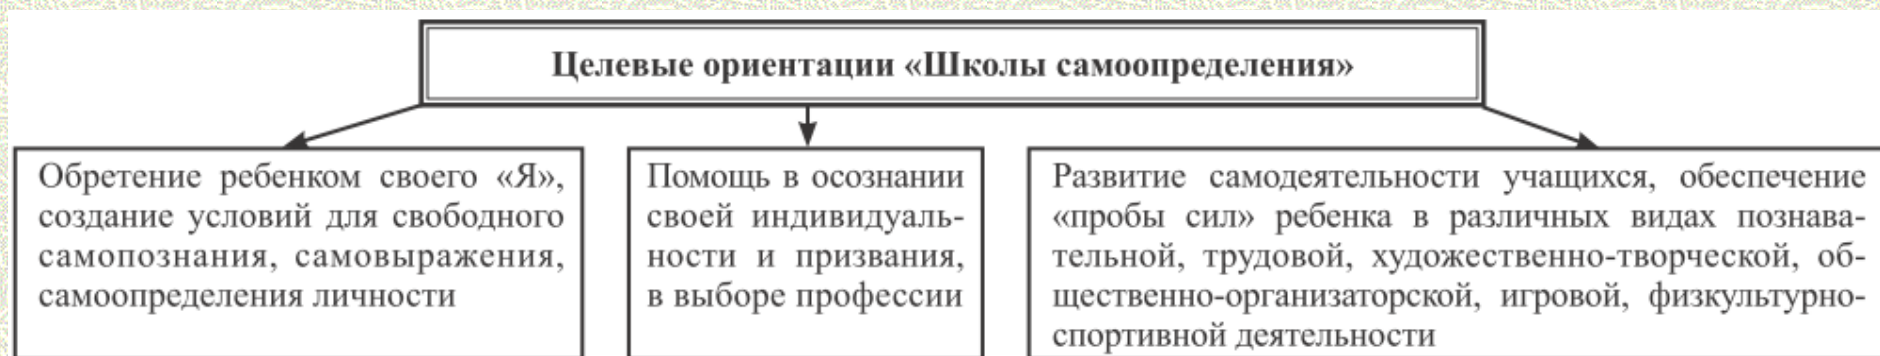 Целевые ориентации «Школы самоопределения»
Обретение ребенком своего «Я»,
создание условий для свободного
самопознания, самовыражения,
самоопределения личности
Помощь в осознании
своей индивидуаль-
ности и призвания,
в выборе профессии
Развитие самодеятельности учащихся, обеспечение
«пробы сил» ребенка в различных видах познава-
тельной, трудовой, художественно-творческой, об-
щественно-организаторской, игровой, физкультурно-
спортивной деятельности